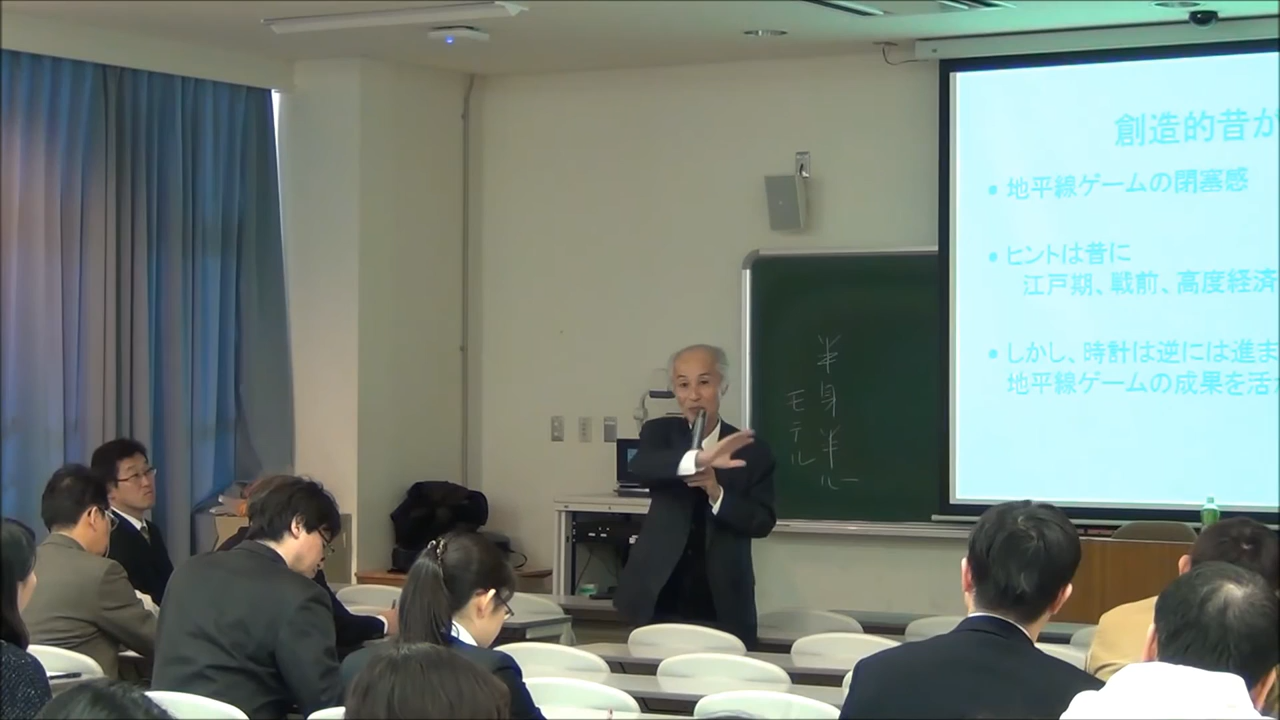 創造的昔が
• 地平線ゲームの閉塞感
• ヒントは昔に
江戸期、戦前、高度経済
• しかし、時計は逆には進ま
地平線ゲームの成果を活
半身半ル
モデル